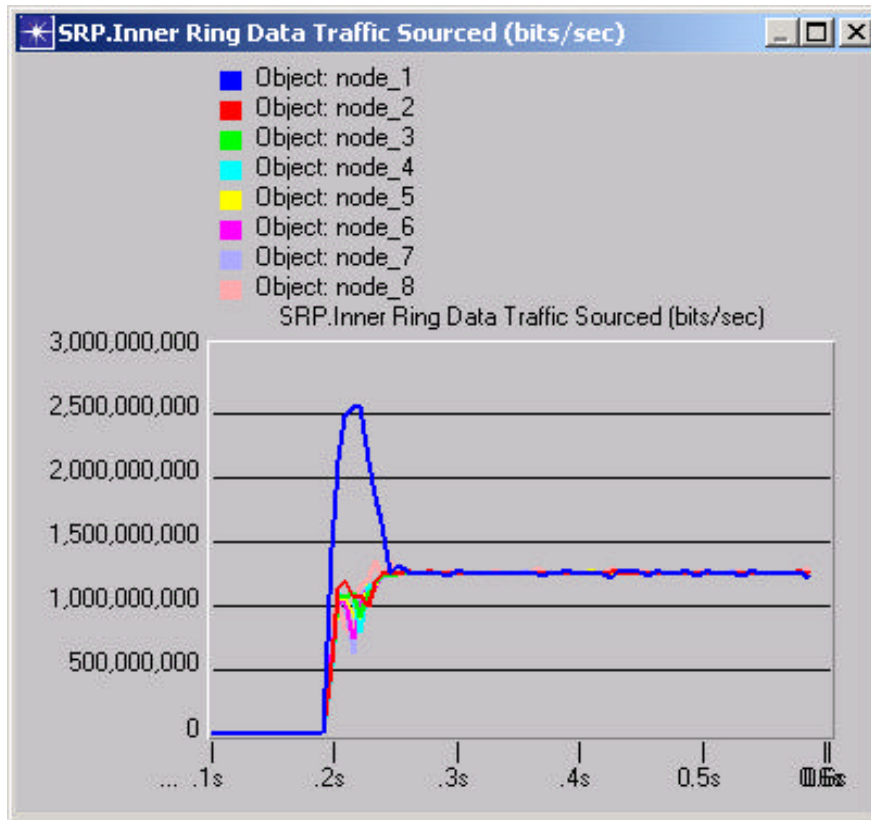 SRP.Inner Ring Data Traffic Sourced (bits/sec)
Object: node_1
Object: node_2
Object: node_3
Object: node_4
Object: node_5
Object: node_6
Object: node_7
Object: node_8
SRP.Inner Ring Data Traffic Sourced (bits/sec)
3,000,000,000
2,500,000,000
2,000,000,000
1,500,000,000
1,000,000,000
500,000,000
0
... .1s .2s .3s .4s 0.5s